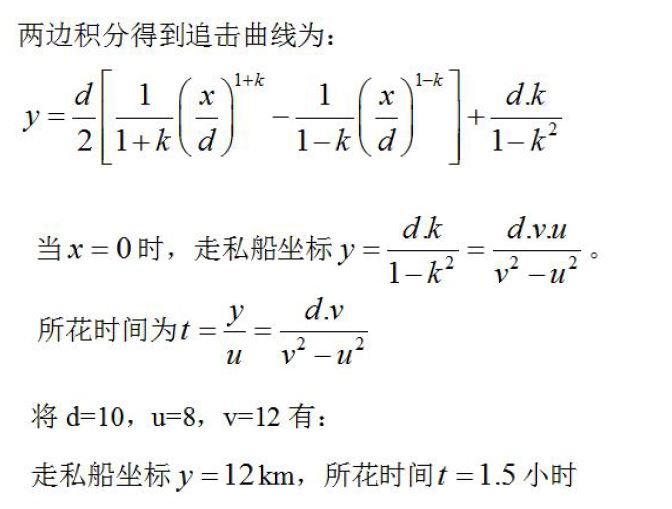 两边积分得到追击曲线为：
y = \frac{d}{2}\left[\frac{1}{1+k}\left(\frac{x}{d}\right)^{1+k} - \frac{1}{1-k}\left(\frac{x}{d}\right)^{1-k}\right] + \frac{d.k}{1-k^2}
当 x = 0 时，走私船坐标 y = \frac{d.k}{1-k^2} = \frac{d.v.u}{v^2-u^2} 。
所花时间为 t = \frac{y}{u} = \frac{d.v}{v^2-u^2}
将 d=10，u=8，v=12 有：
走私船坐标 y = 12 km，所花时间 t = 1.5 小时